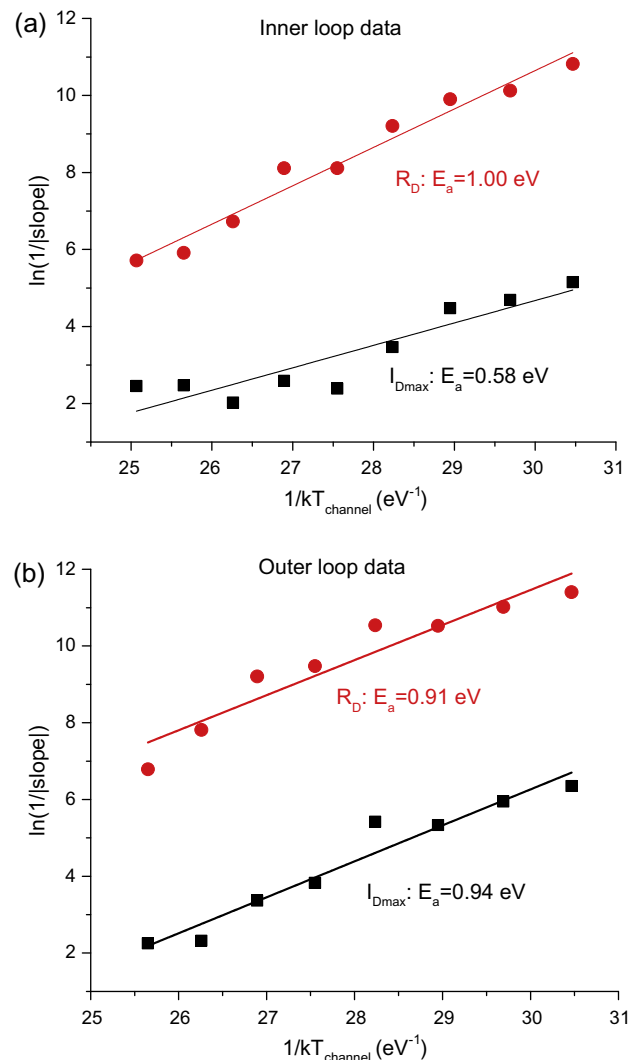 (a)
Inner loop data
12
10
8
6
4
2
R_D: E_a=1.00 eV
I_Dmax: E_a=0.58 eV
ln(1/|slope|)
25 26 27 28 29 30 31
1/kT_channel (eV⁻¹)
(b)
Outer loop data
12
10
8
6
4
2
R_D: E_a=0.91 eV
I_Dmax: E_a=0.94 eV
ln(1/|slope|)
25 26 27 28 29 30 31
1/kT_channel (eV⁻¹)